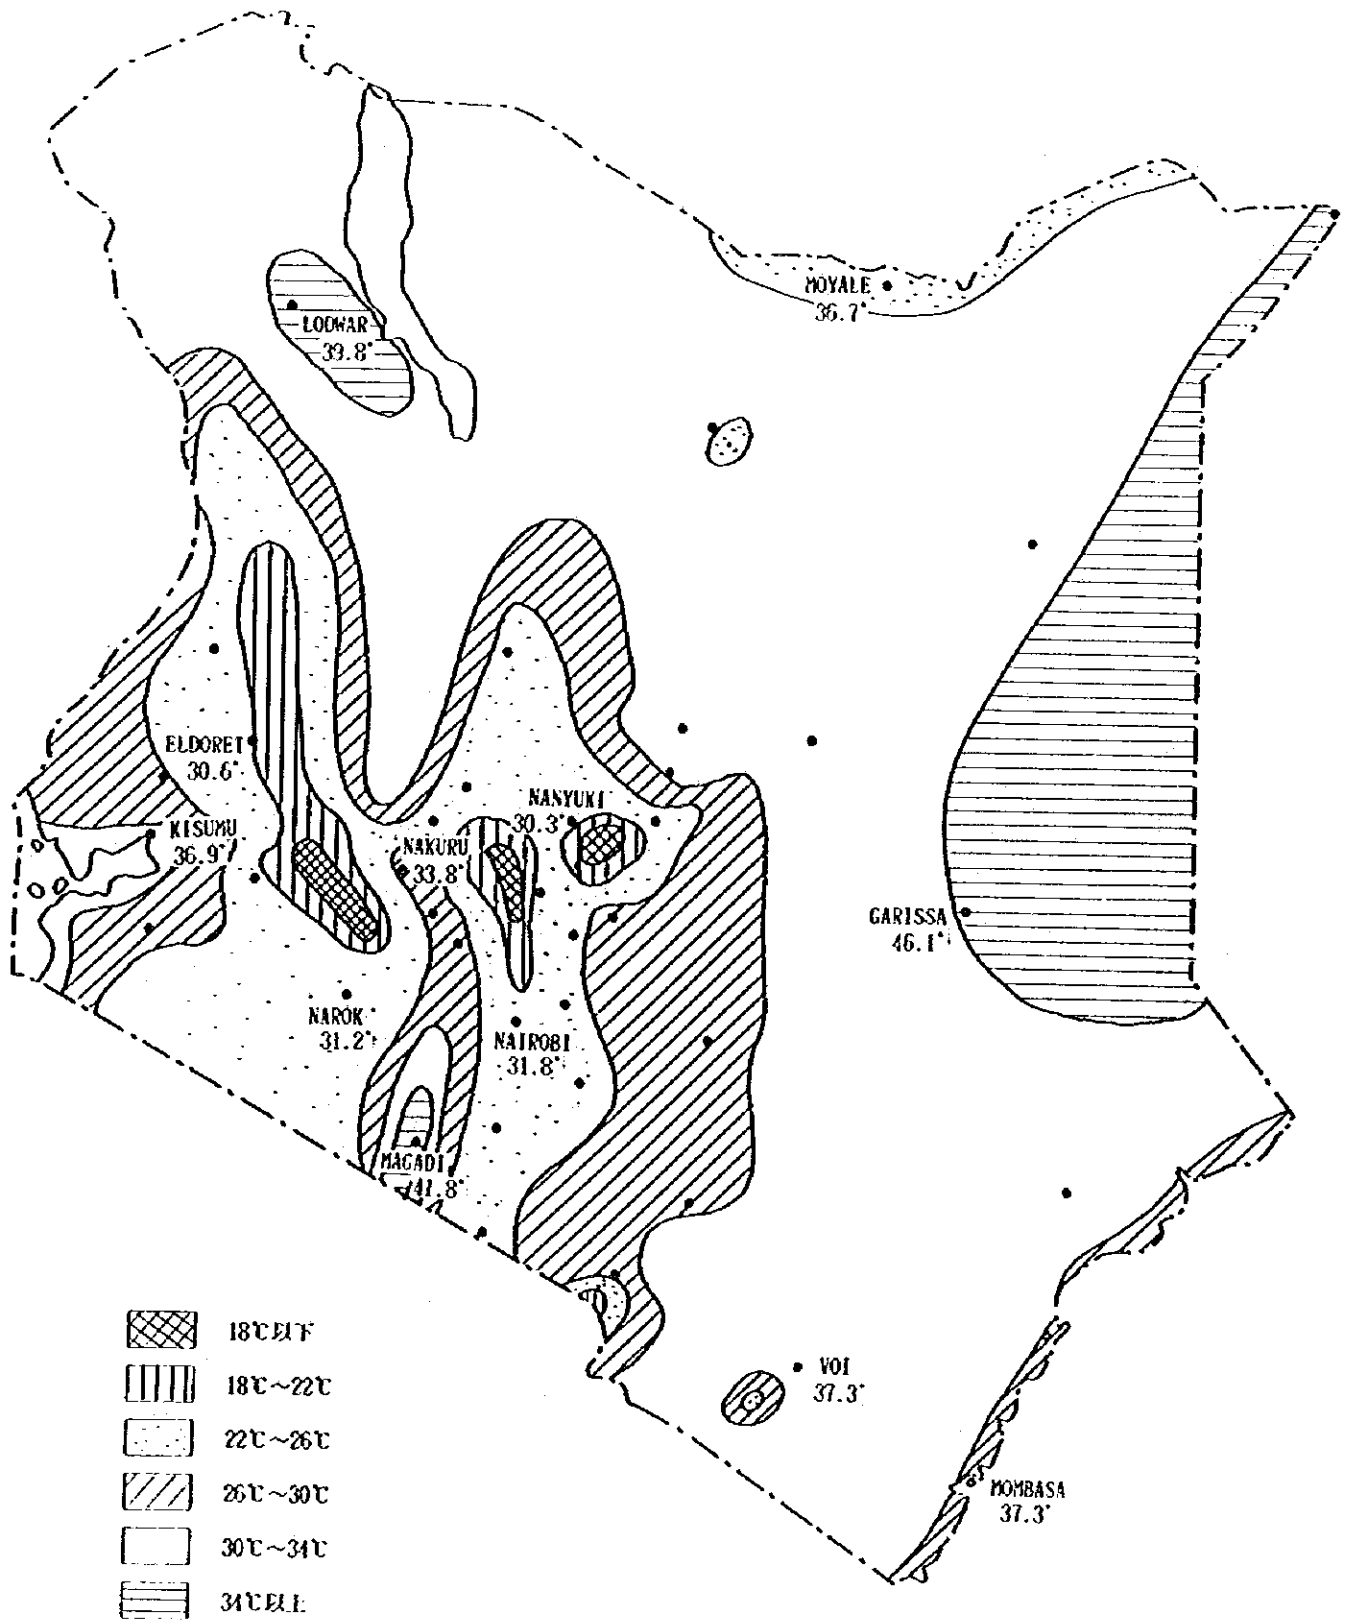 MOYALE
36.7°
LODWAR
39.8°
ELDORET
30.6°
NANYUKI
30.3°
KISUMU
36.9°
NAKURU
33.8°
GARISSA
46.1°
NAROK
31.2°
NAIROBI
31.8°
MAGADI
41.8°
VOI
37.3°
MOMBASA
37.3°
18℃以下
18℃～22℃
22℃～26℃
26℃～30℃
30℃～34℃
34℃以上